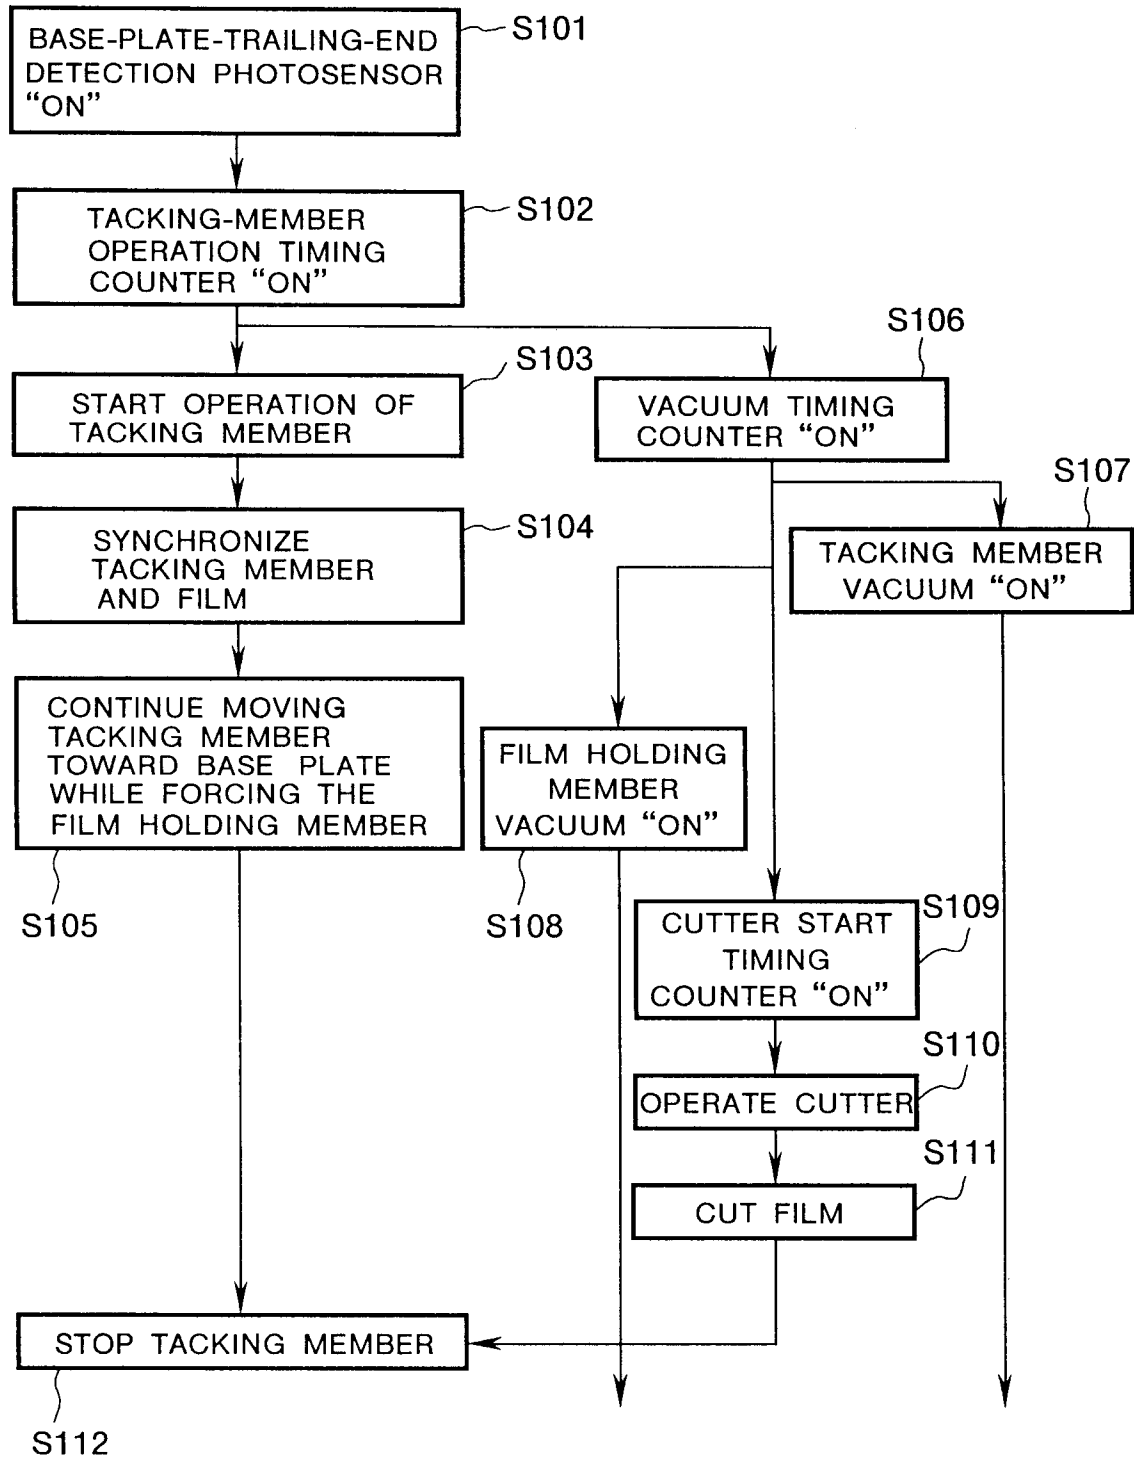 BASE-PLATE-TRAILING-END
DETECTION PHOTOSENSOR
“ON”
S101
TACKING-MEMBER
OPERATION TIMING
COUNTER “ON”
S102
START OPERATION OF
TACKING MEMBER
S103
SYNCHRONIZE
TACKING MEMBER
AND FILM
S104
CONTINUE MOVING
TACKING MEMBER
TOWARD BASE PLATE
WHILE FORCING THE
FILM HOLDING MEMBER
S105
S106
VACUUM TIMING
COUNTER “ON”
S107
TACKING MEMBER
VACUUM “ON”
FILM HOLDING
MEMBER
VACUUM “ON”
S108
S109
CUTTER START
TIMING
COUNTER “ON”
S110
OPERATE CUTTER
S111
CUT FILM
STOP TACKING MEMBER
S112